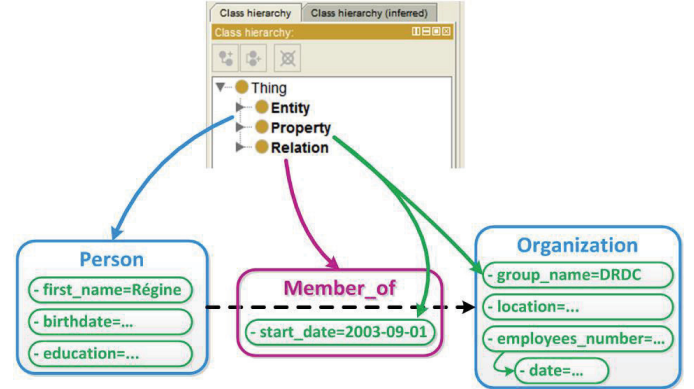 Class hierarchy Class hierarchy (inferred)
Class hierarchy:
Thing
Entity
Property
Relation
Person
- first_name=Régine
- birthdate=...
- education=...
Member_of
- start_date=2003-09-01
Organization
- group_name=DRDC
- location=...
- employees_number=...
- date=...